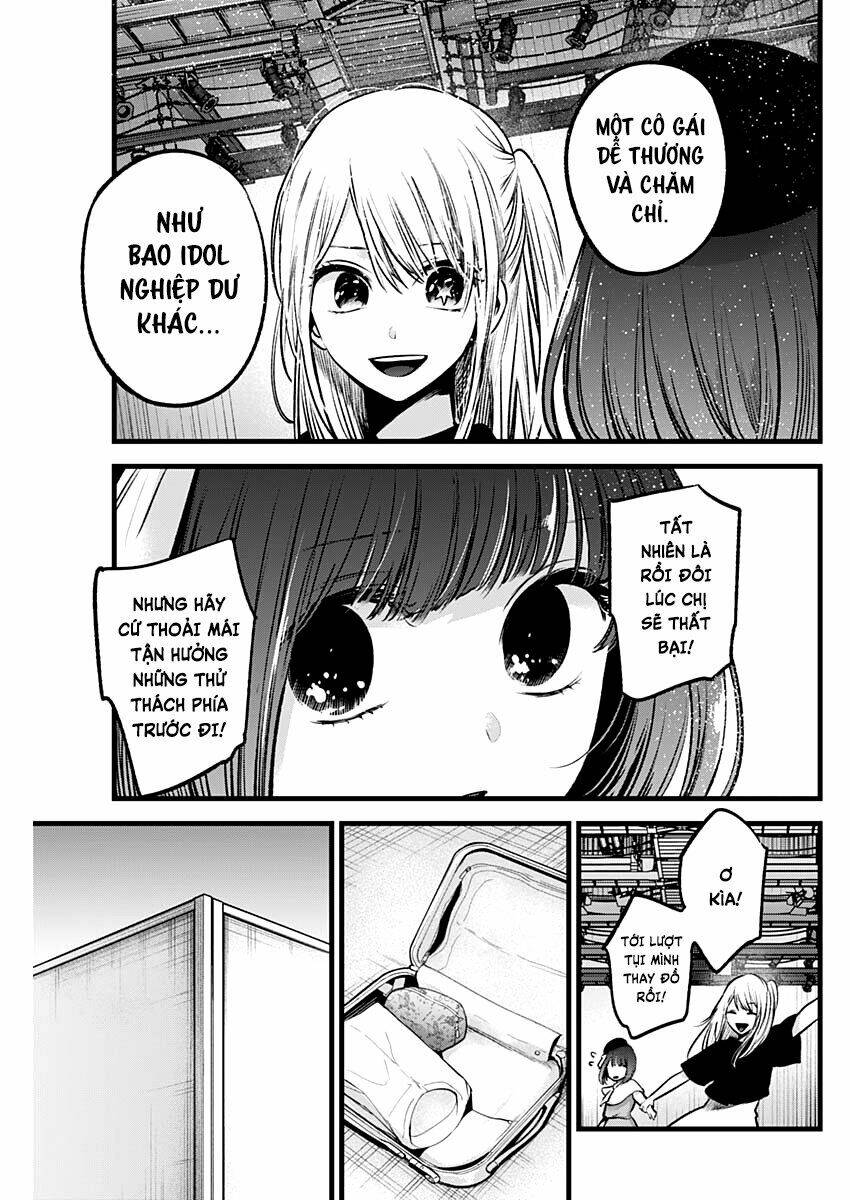 MỘT CÔ GÁI
DỄ THƯƠNG
VÀ CHĂM
CHỈ.
NHƯ
BAO IDOL
NGHIỆP DƯ
KHÁC...
TẤT
NHIÊN LÀ
RỒI ĐÔI
LÚC CHỊ
SẼ THẤT
BẠI!
NHƯNG HÃY
CỨ THOẢI MÁI
TẬN HƯỞNG
NHỮNG THỬ
THÁCH PHÍA
TRƯỚC ĐI!
Ơ
KÌA!
TỚI LƯỢT
TỤI MÌNH
THAY ĐỒ
RỒI!